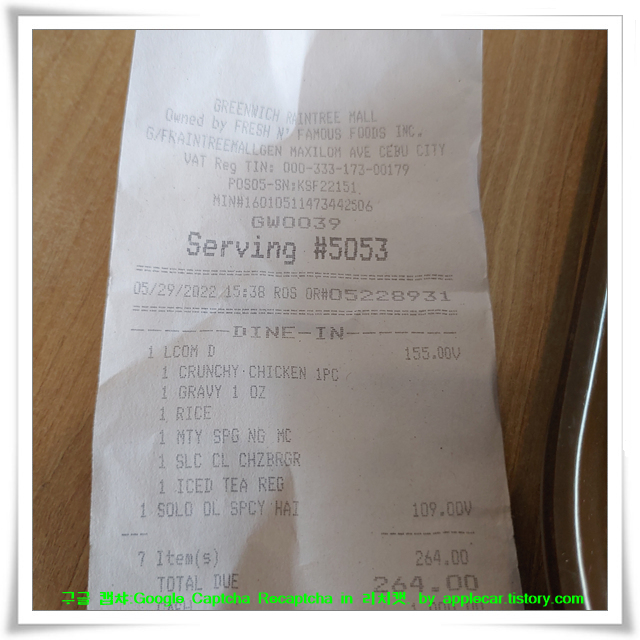 GREENWICH RAINTREE MALL
Owned by FRESH N' FAMOUS FOODS INC.
G/FRAINTREEMALLGEN MAXILOM AVE CEBU CITY
VAT Reg TIN: 000-333-173-00179
POS05-SN:KSF22151
MIN#16010511473442506
GW0039
Serving #5053
05/29/2022 15:38 ROS OR#05228931
DINE-IN
1 LCOM D 155.00V
1 CRUNCHY CHICKEN 1PC
1 GRAVY 1 OZ
1 RICE
1 MTY SPG NG MC
1 SLC CL CHZBRGR
1 ICED TEA REG
1 SOLO OL SPCY HAI 109.00V
7 Item(s) 264.00
TOTAL DUE 264.00
구글 캡챠:Google Captcha Recaptcha in 리치캣 by applecar.tistory.com